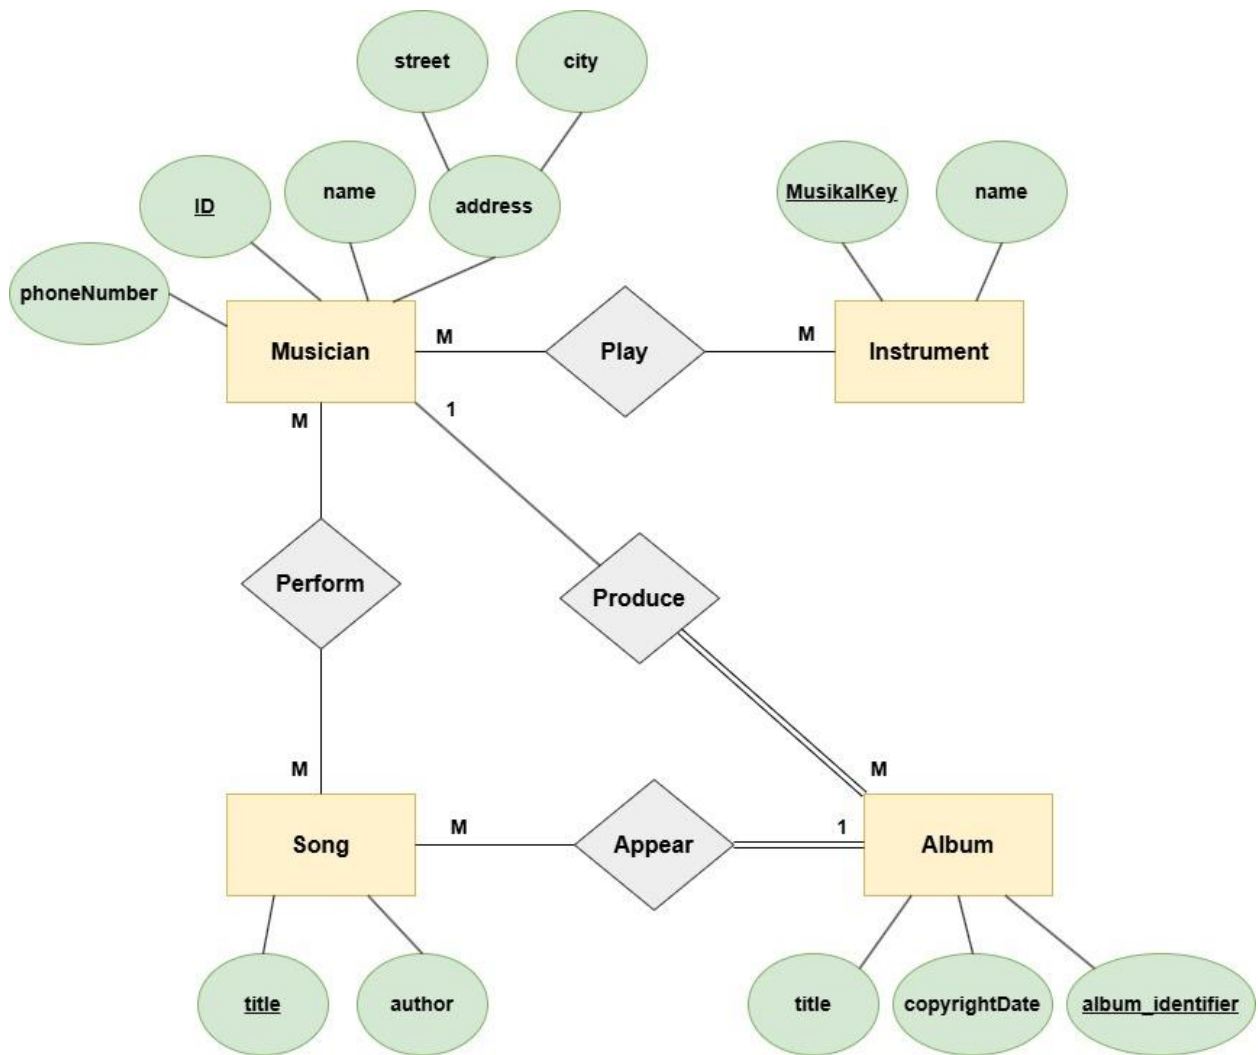 street
city
ID
name
address
MusikalKey
name
phoneNumber
Musician
M
Play
M
Instrument
M
1
Perform
Produce
M
M
Song
M
Appear
1
Album
title
author
title
copyrightDate
album_identifier